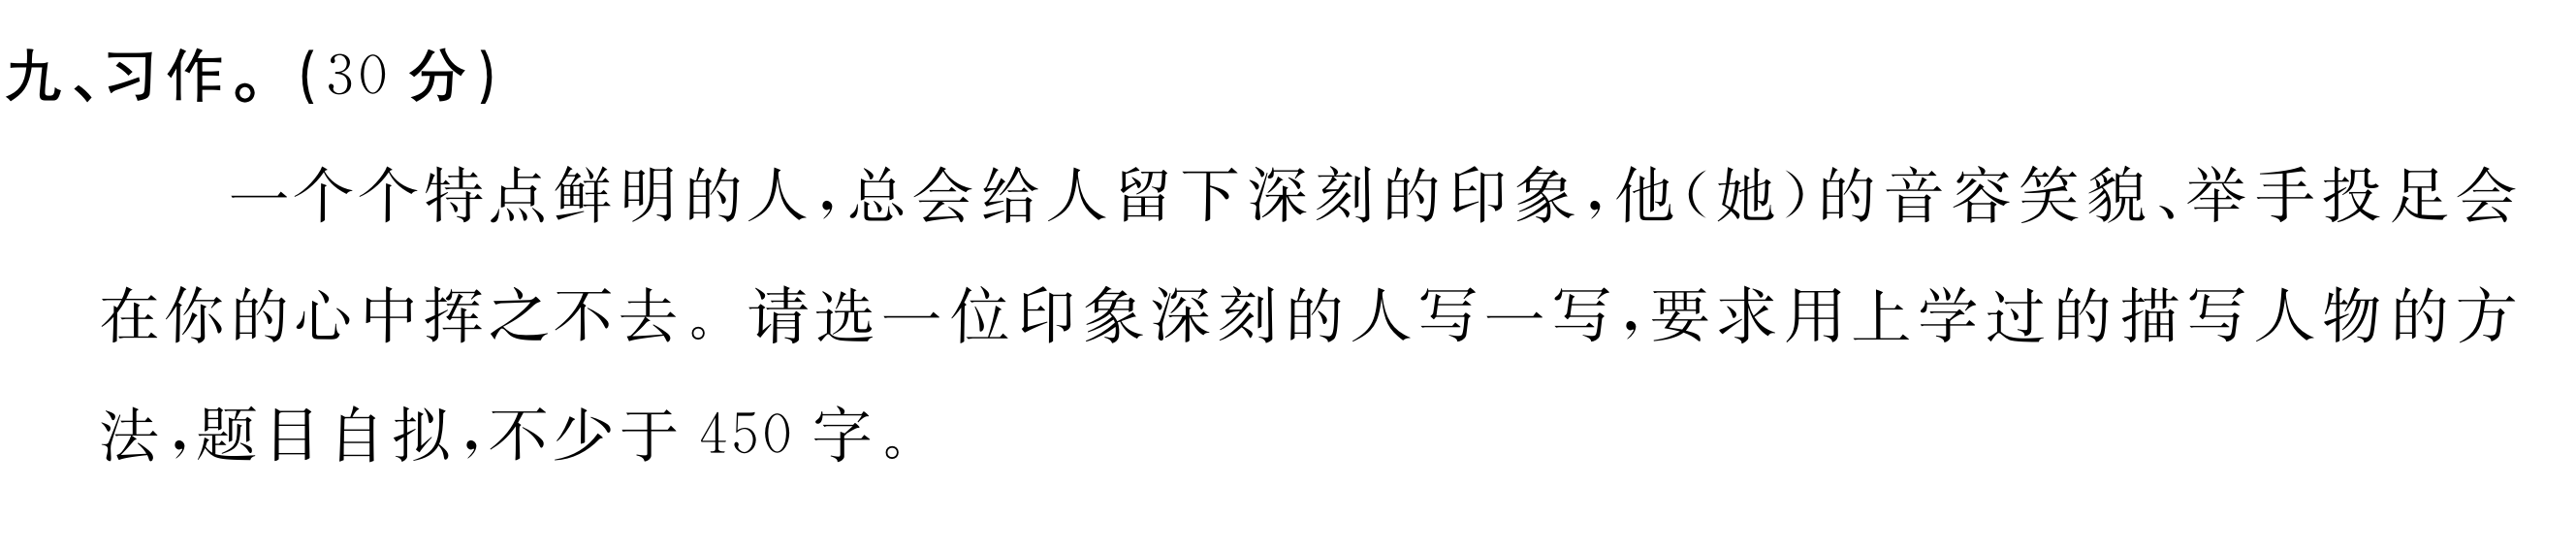 九、习作。(30 分)
一个个特点鲜明的人,总会给人留下深刻的印象,他(她)的音容笑貌、举手投足会
在你的心中挥之不去。请选一位印象深刻的人写一写,要求用上学过的描写人物的方
法,题目自拟,不少于 450 字。